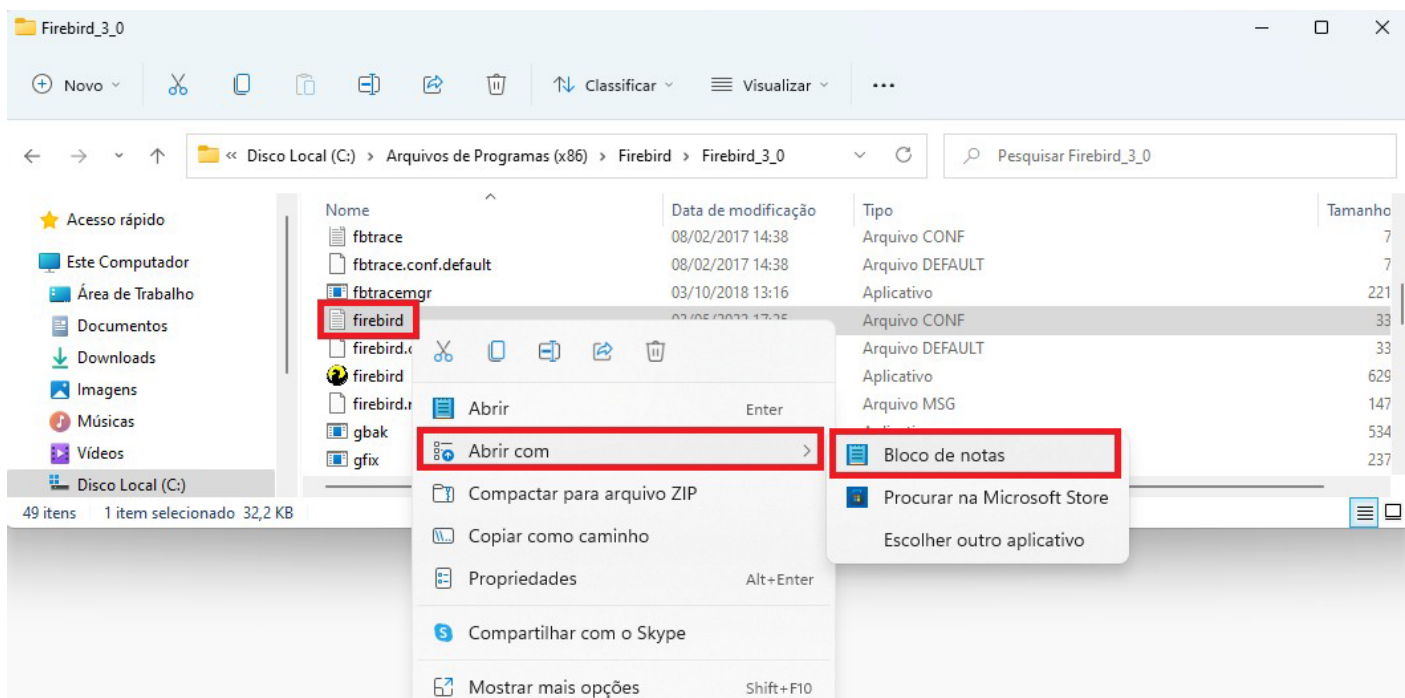 Firebird_3_0
Novo Classificar Visualizar
« Disco Local (C:) > Arquivos de Programas (x86) > Firebird > Firebird_3_0 Pesquisar Firebird_3_0
Acesso rápido
Este Computador
Área de Trabalho
Documentos
Downloads
Imagens
Músicas
Vídeos
Disco Local (C:)
Nome Data de modificação Tipo Tamanho
fbtrace 08/02/2017 14:38 Arquivo CONF 7
fbtrace.conf.default 08/02/2017 14:38 Arquivo DEFAULT 7
fbtracemgr 03/10/2018 13:16 Aplicativo 221
firebird Arquivo CONF 33
firebird. Arquivo DEFAULT 33
firebird Aplicativo 629
firebird. Arquivo MSG 147
gbak 534
gfix 237
49 itens 1 item selecionado 32,2 KB
Abrir Enter
Abrir com >
Compactar para arquivo ZIP
Copiar como caminho
Propriedades Alt+Enter
Compartilhar com o Skype
Mostrar mais opções Shift+F10
Bloco de notas
Procurar na Microsoft Store
Escolher outro aplicativo